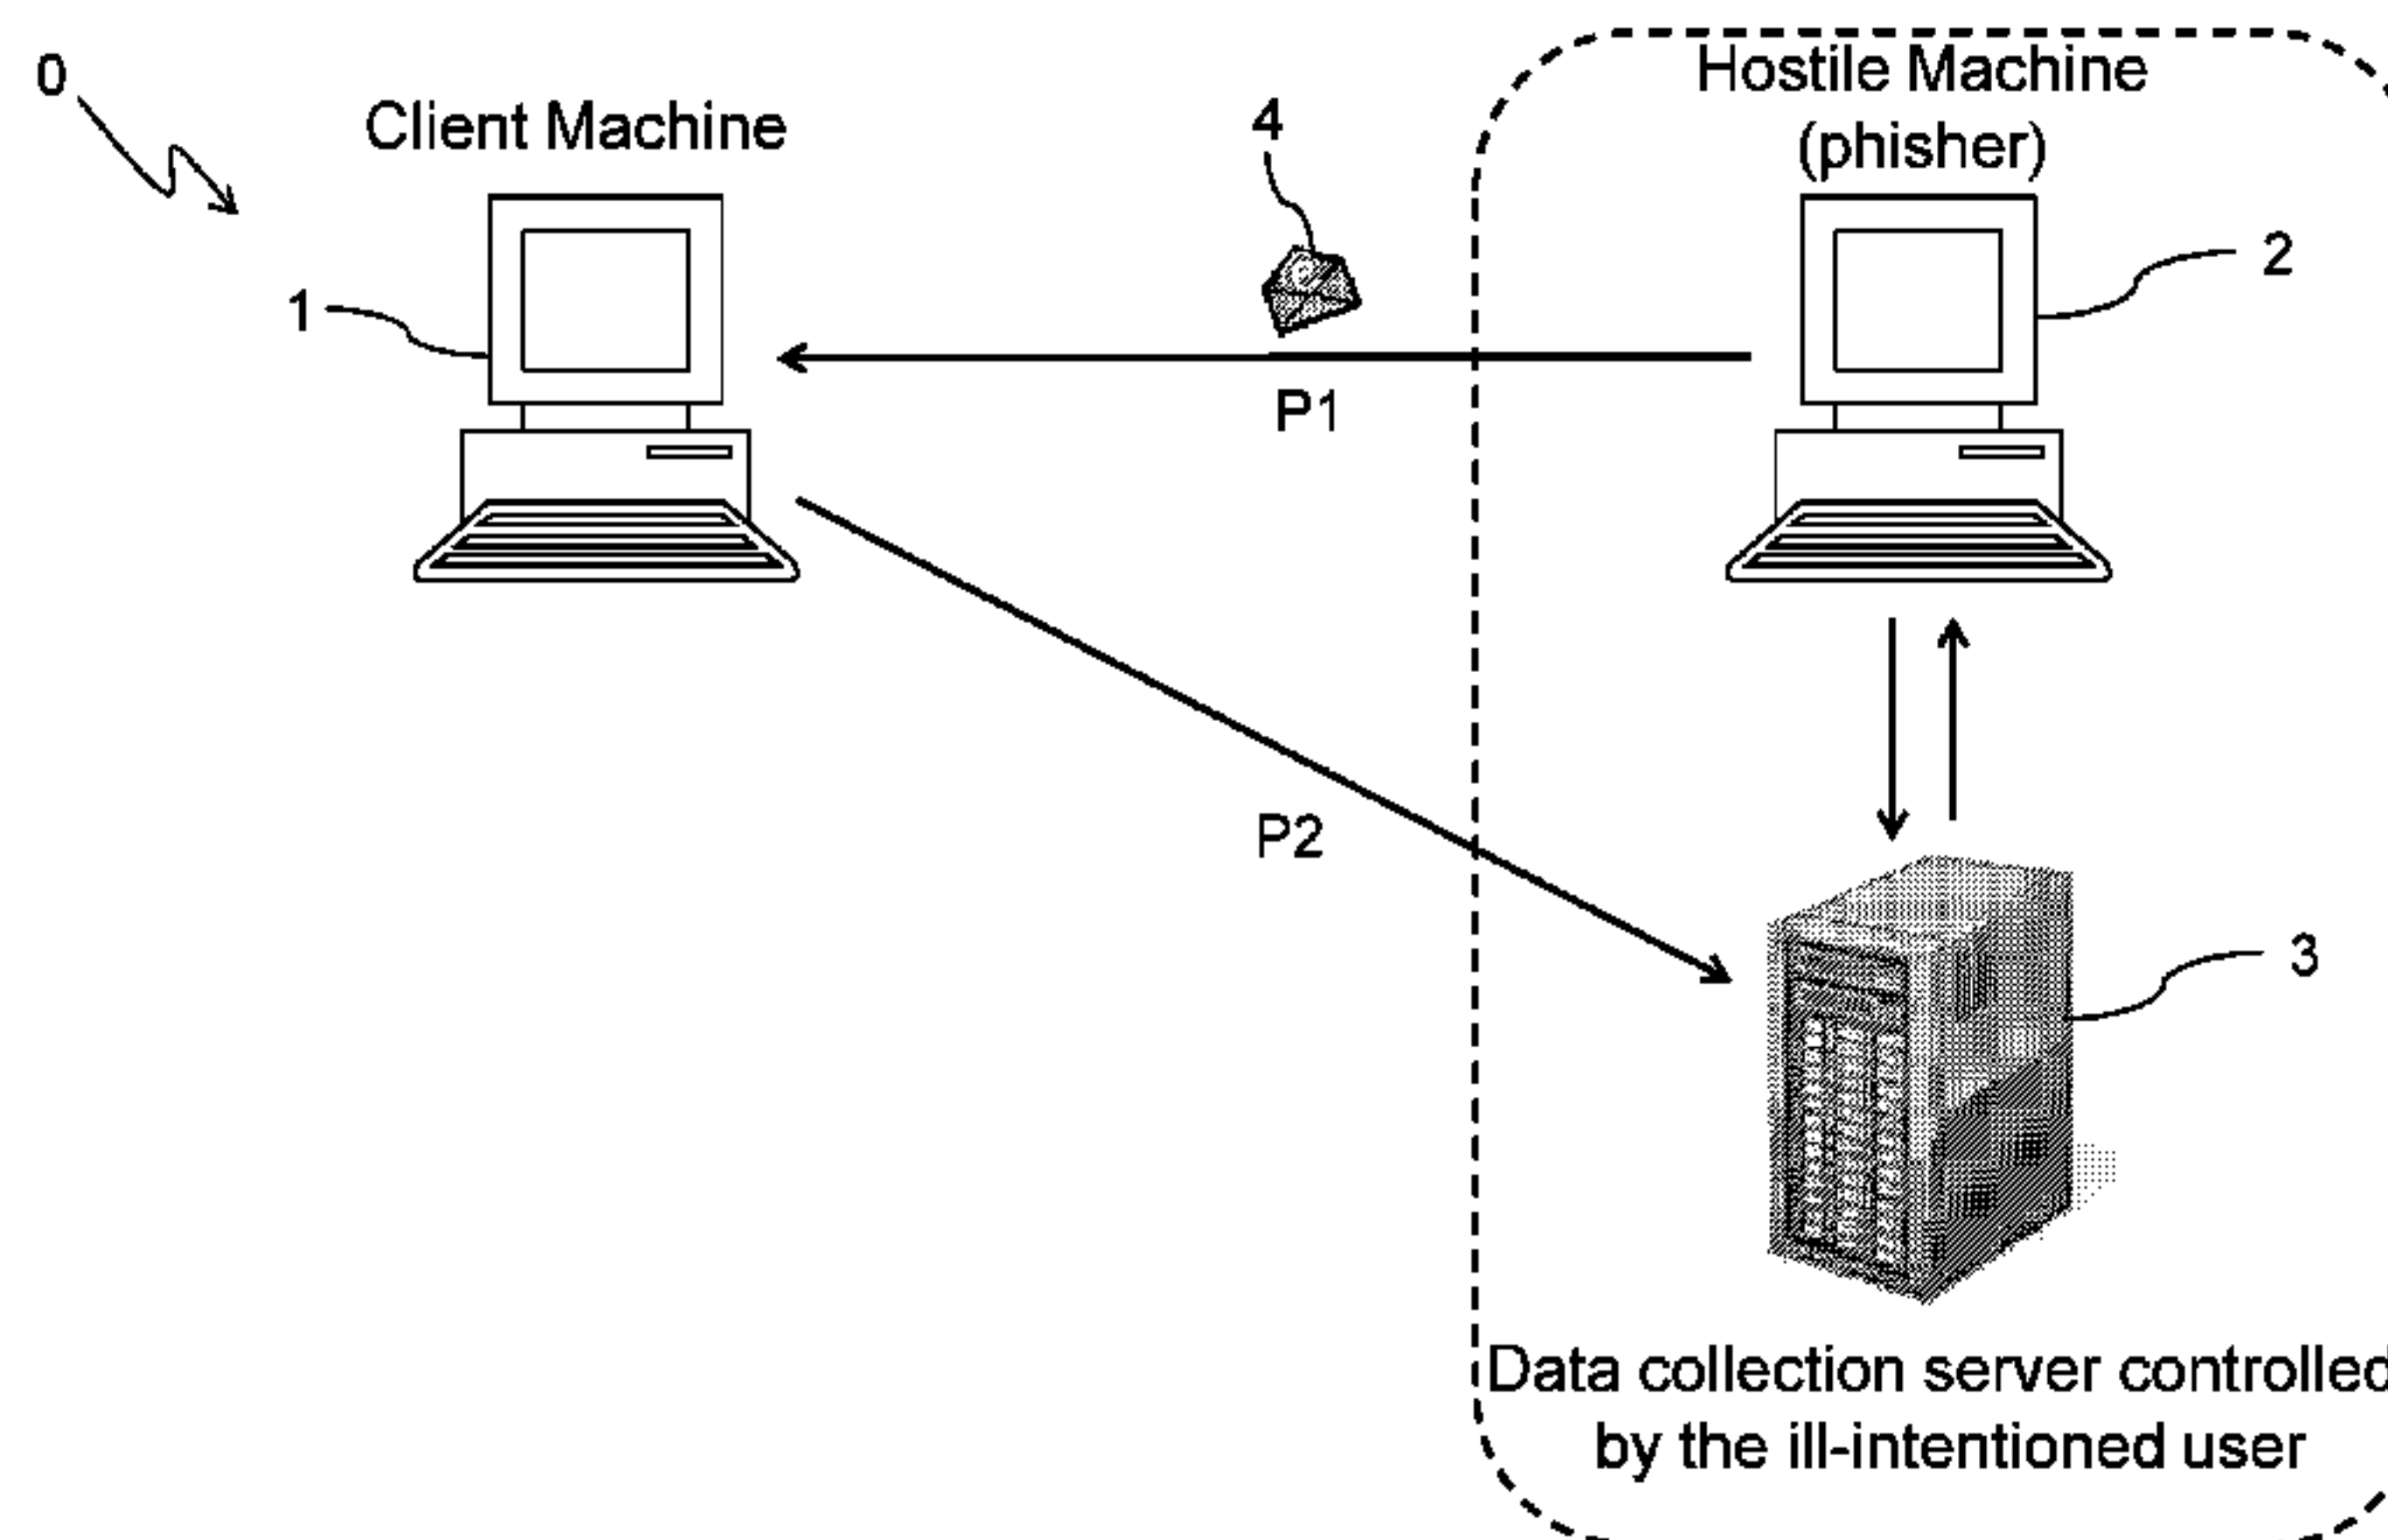 0
Client Machine
4
Hostile Machine
(phisher)
1
2
P1
P2
3
Data collection server controlled
by the ill-intentioned user